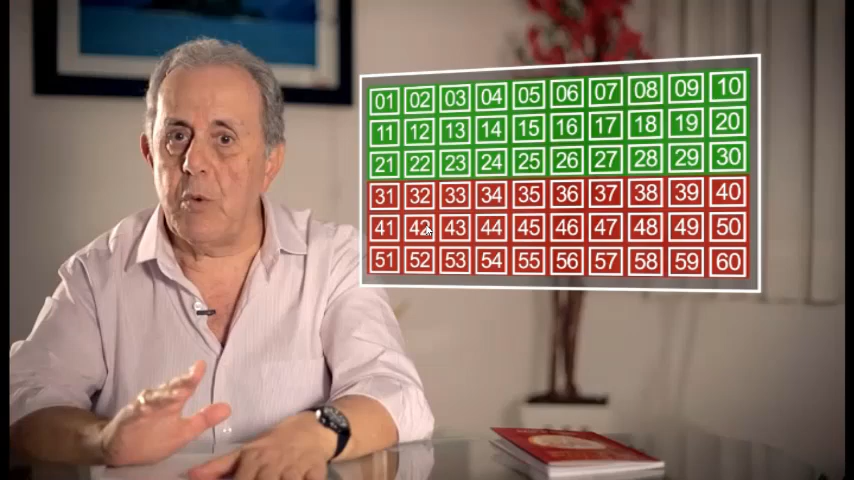 01 02 03 04 05 06 07 08 09 10
11 12 13 14 15 16 17 18 19 20
21 22 23 24 25 26 27 28 29 30
31 32 33 34 35 36 37 38 39 40
41 42 43 44 45 46 47 48 49 50
51 52 53 54 55 56 57 58 59 60